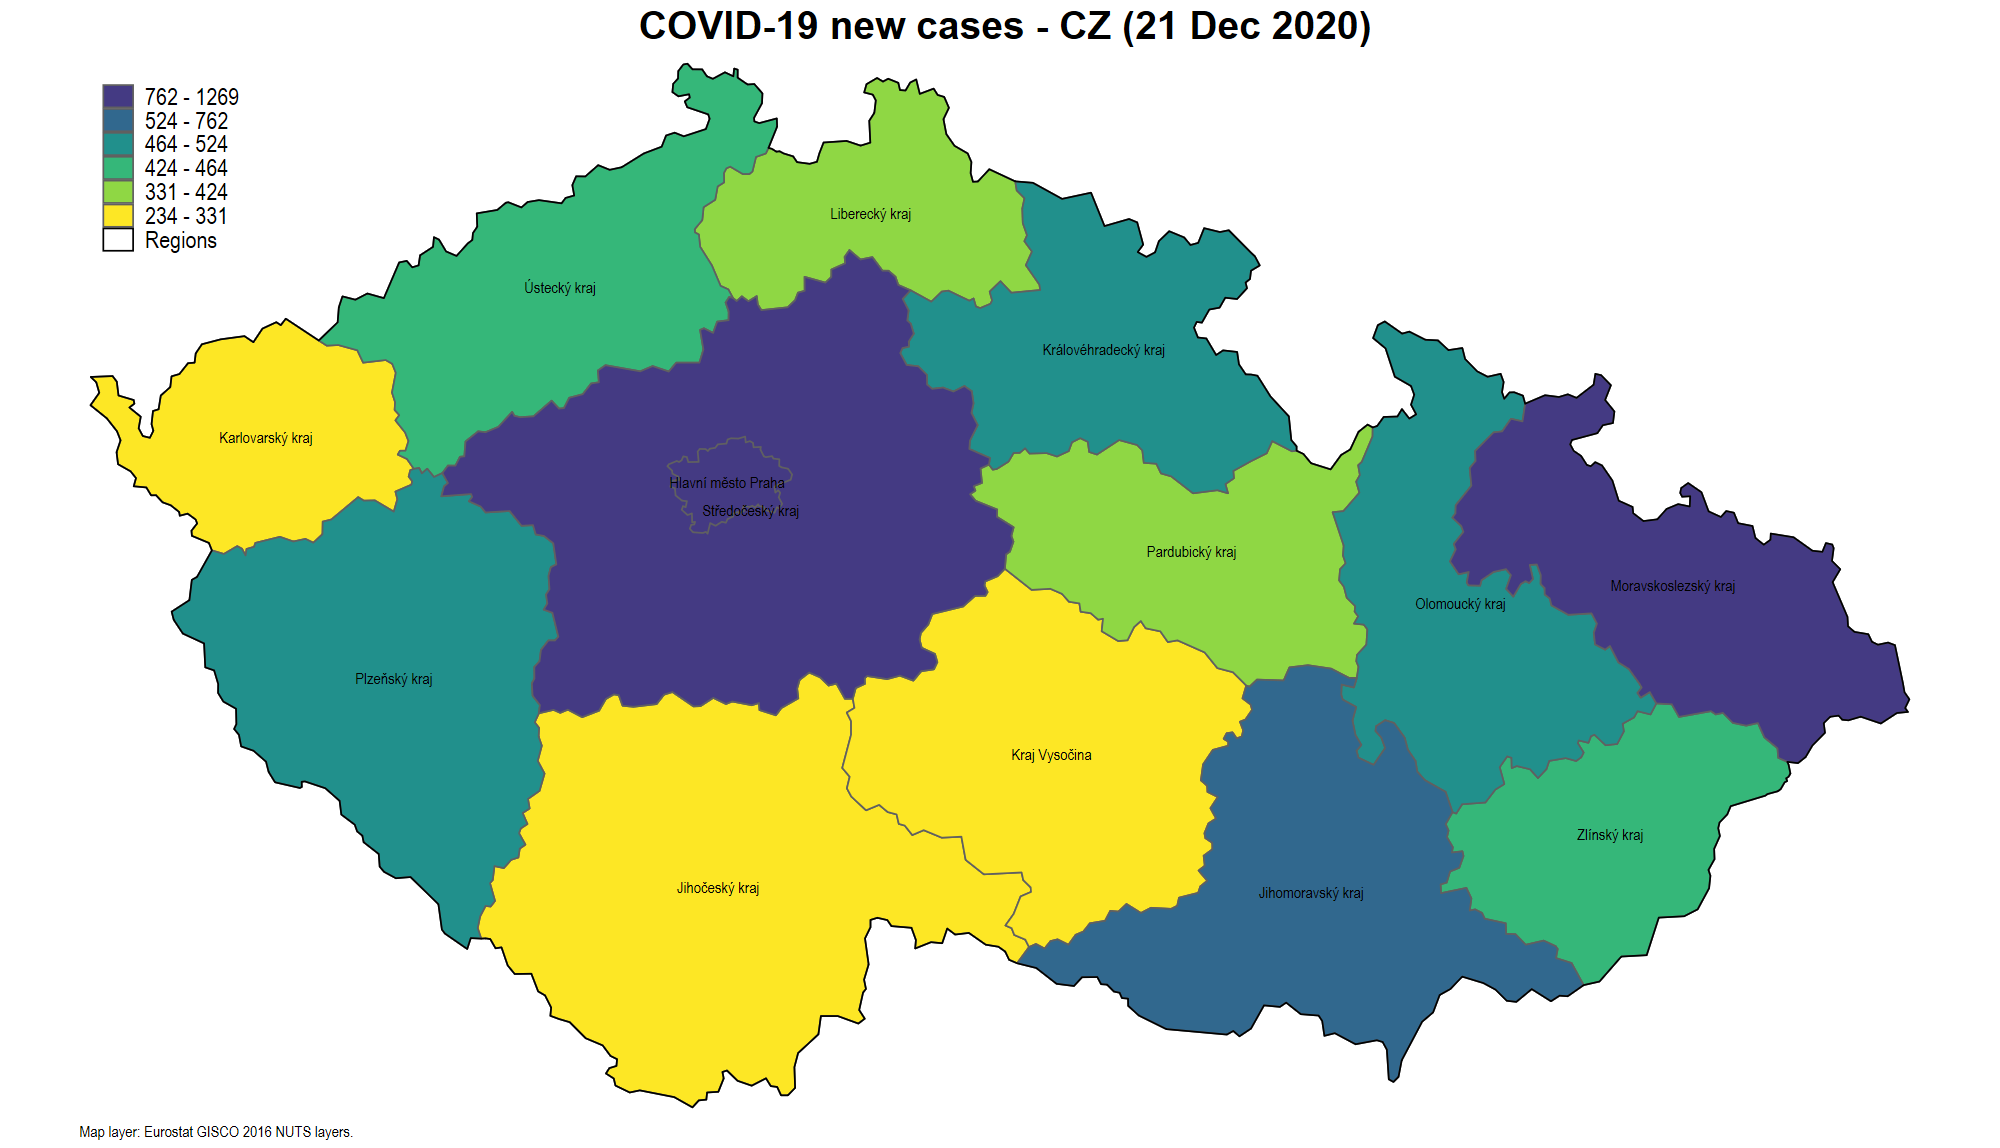 COVID-19 new cases - CZ (21 Dec 2020)
762 - 1269
524 - 762
464 - 524
424 - 464
331 - 424
234 - 331
Regions
Liberecký kraj
Ústecký kraj
Královéhradecký kraj
Karlovarský kraj
Hlavní město Praha
Středočeský kraj
Pardubický kraj
Moravskoslezský kraj
Olomoucký kraj
Plzeňský kraj
Kraj Vysočina
Zlínský kraj
Jihočeský kraj
Jihomoravský kraj
Map layer: Eurostat GISCO 2016 NUTS layers.